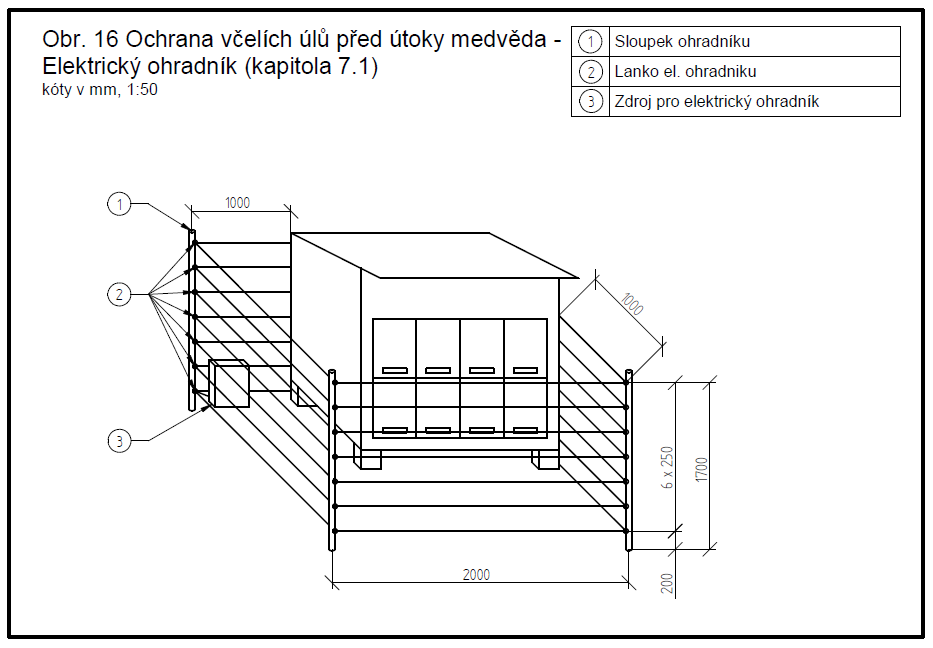 Obr. 16 Ochrana včelích úlů před útoky medvěda -
Elektrický ohradník (kapitola 7.1)
kóty v mm, 1:50
1 Sloupek ohradníku
2 Lanko el. ohradniku
3 Zdroj pro elektrický ohradník
1
1000
2
1000
3
6 x 250
1700
2000
200